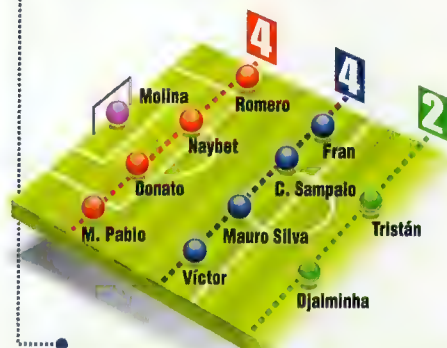 4
4
2
Molina
Romero
Naybet
Donato
M. Pablo
Fran
C. Sampaio
Mauro Silva
Víctor
Tristán
Djalminha